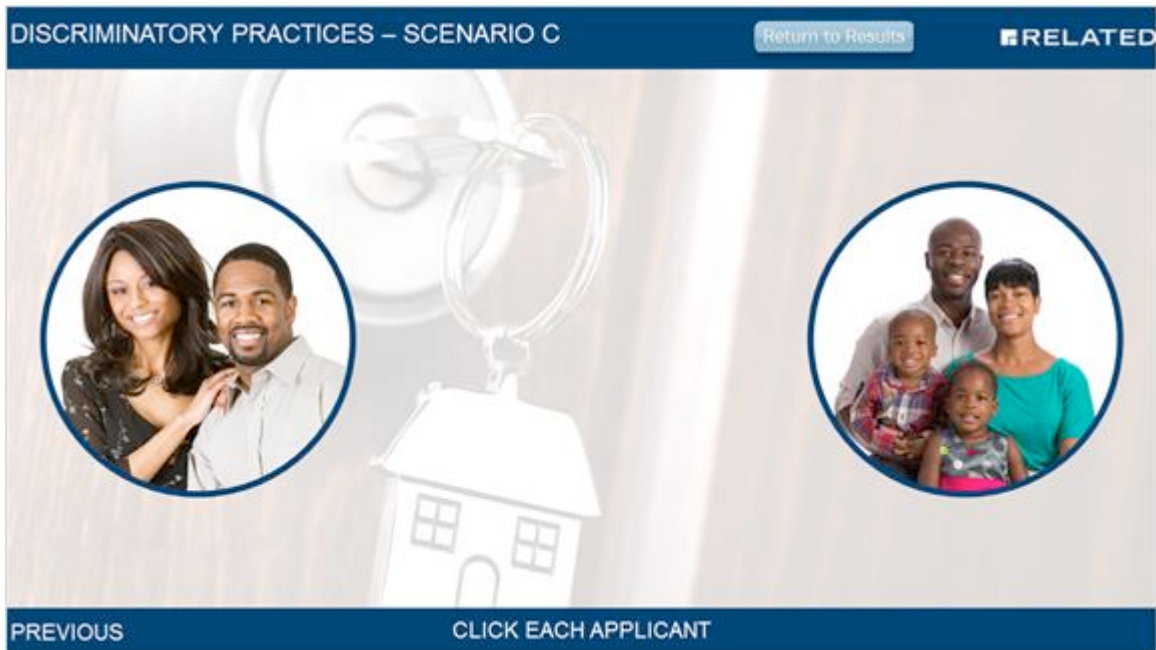 DISCRIMINATORY PRACTICES – SCENARIO C
Return to Results
RELATED
PREVIOUS
CLICK EACH APPLICANT